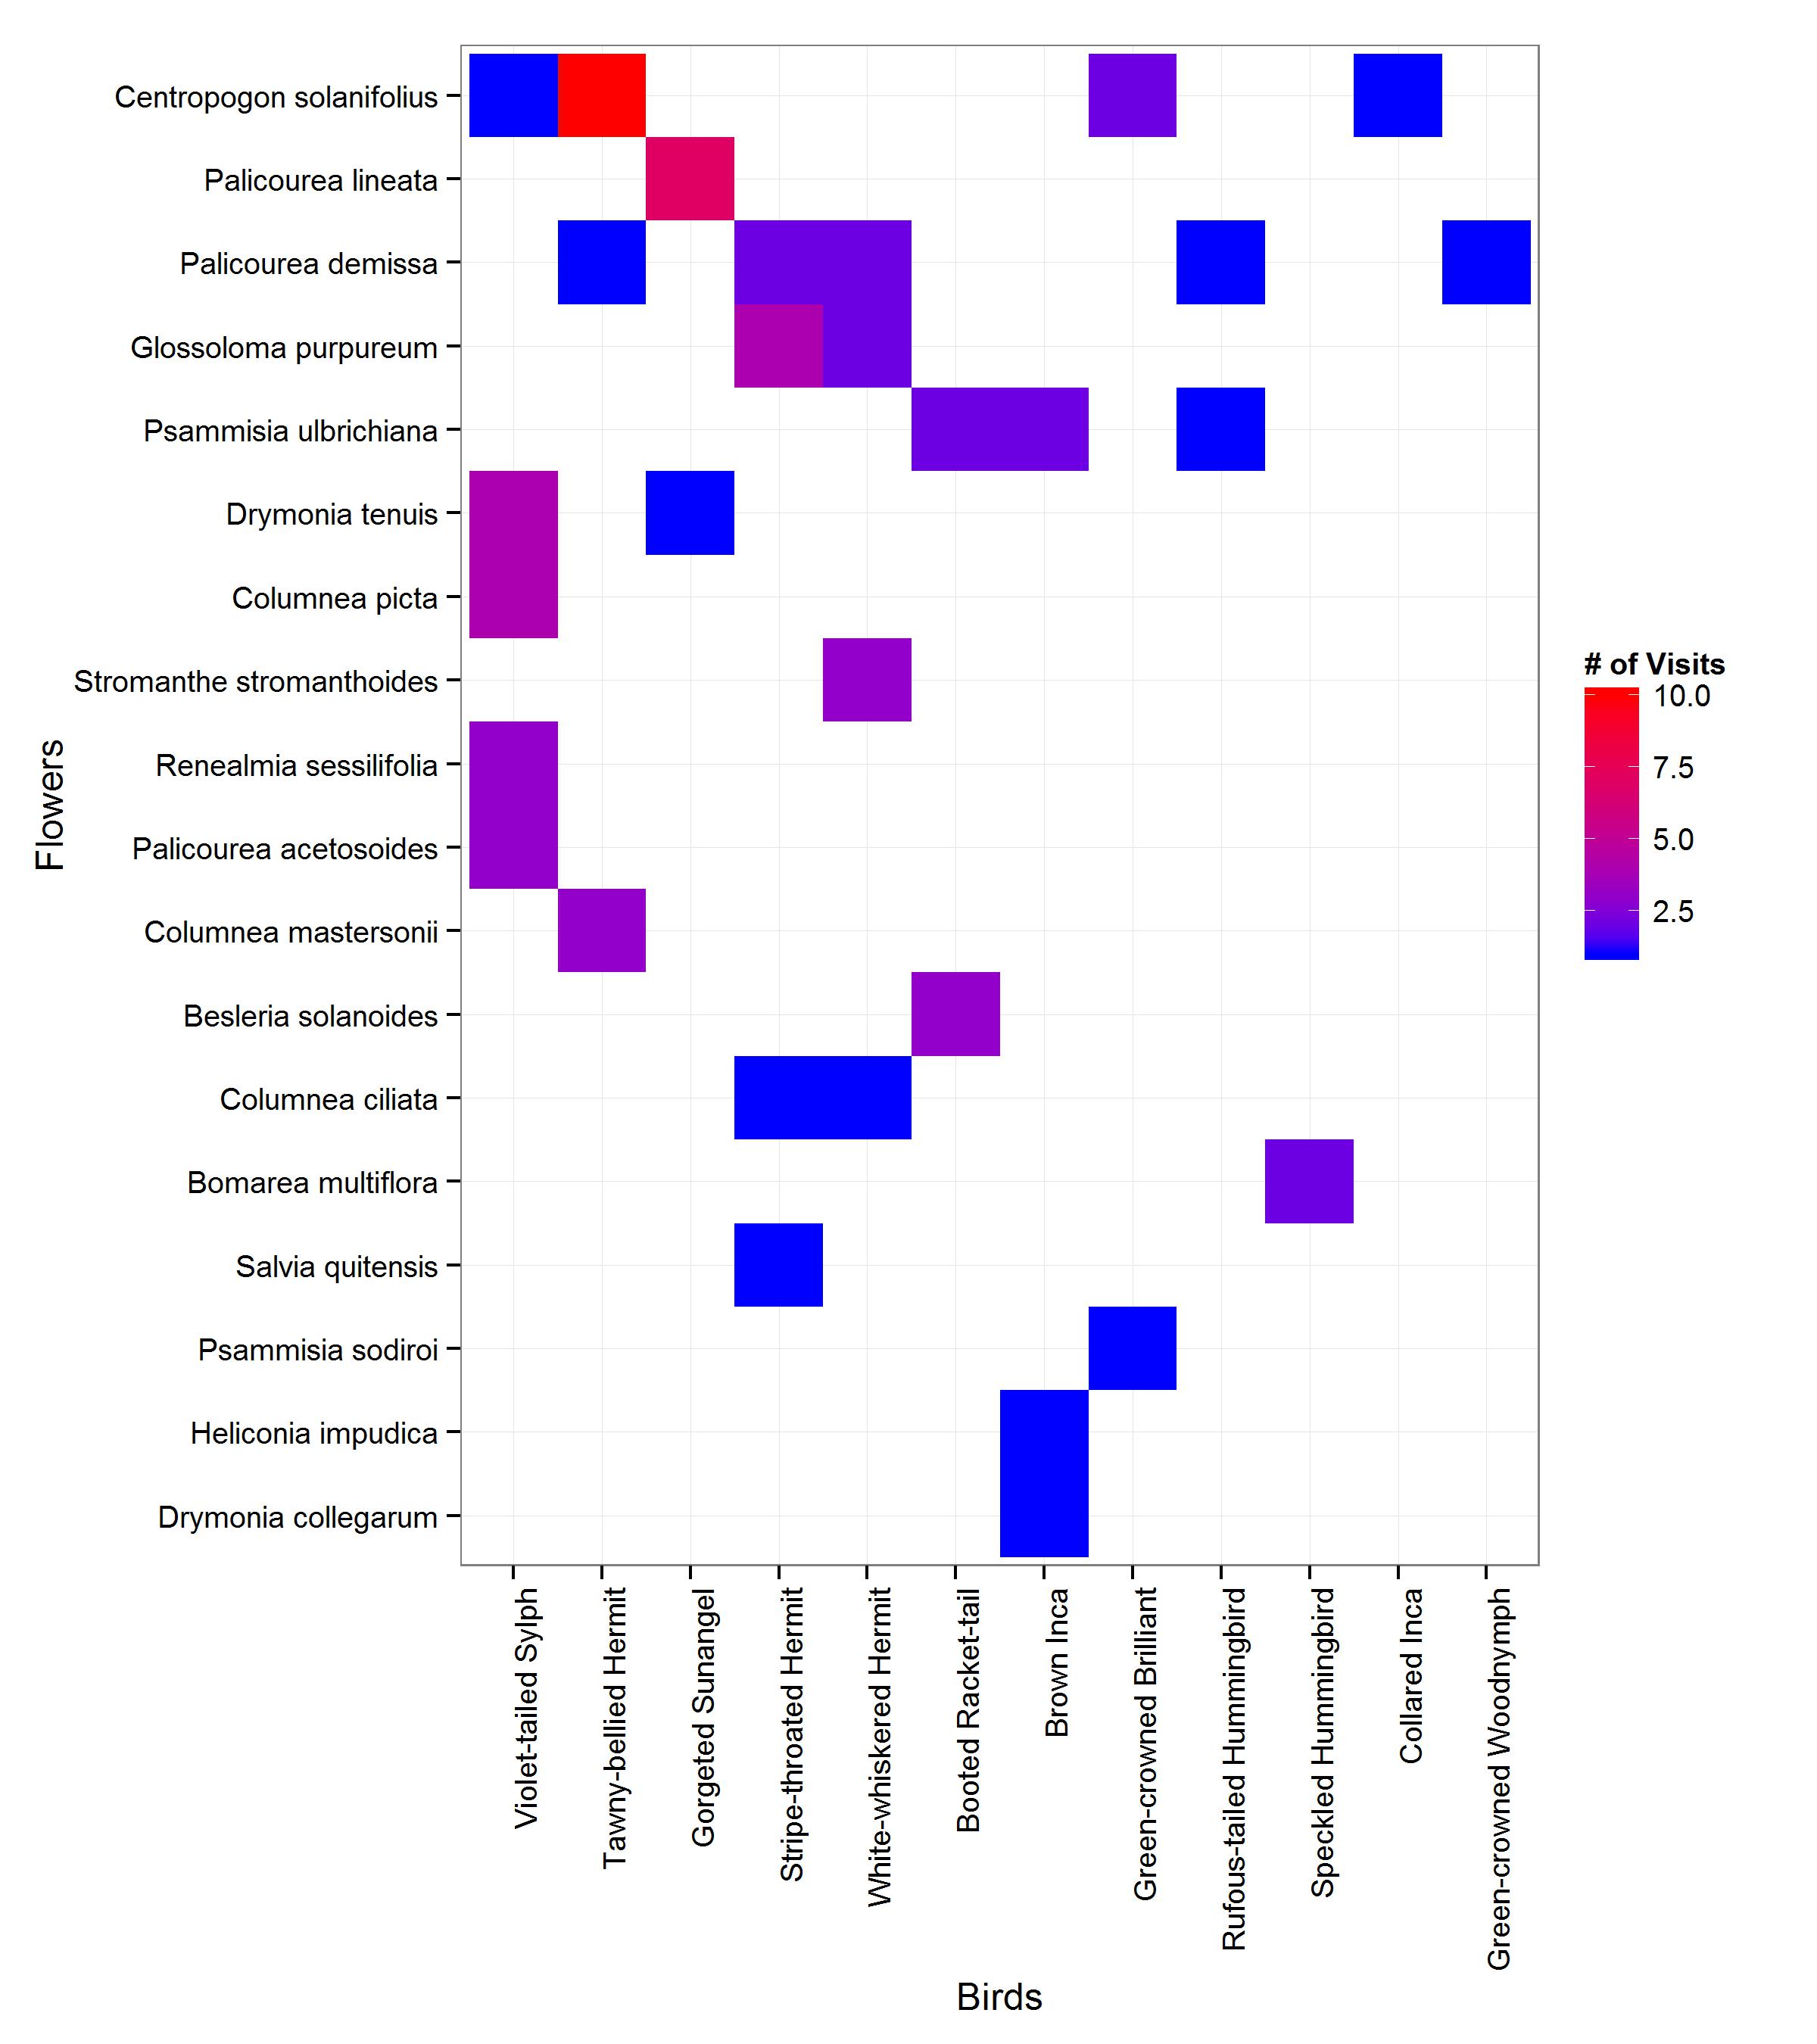 Centropogon solanifolius
Palicourea lineata
Palicourea demissa
Glossoloma purpureum
Psammisia ulbrichiana
Drymonia tenuis
Columnea picta
Stromanthe stromanthoides
Renealmia sessilifolia
Palicourea acetosoides
Columnea mastersonii
Besleria solanoides
Columnea ciliata
Bomarea multiflora
Salvia quitensis
Psammisia sodiroi
Heliconia impudica
Drymonia collegarum
Flowers
# of Visits
10.0
7.5
5.0
2.5
Violet-tailed Sylph
Tawny-bellied Hermit
Gorgeted Sunangel
Stripe-throated Hermit
White-whiskered Hermit
Booted Racket-tail
Brown Inca
Green-crowned Brilliant
Rufous-tailed Hummingbird
Speckled Hummingbird
Collared Inca
Green-crowned Woodnymph
Birds